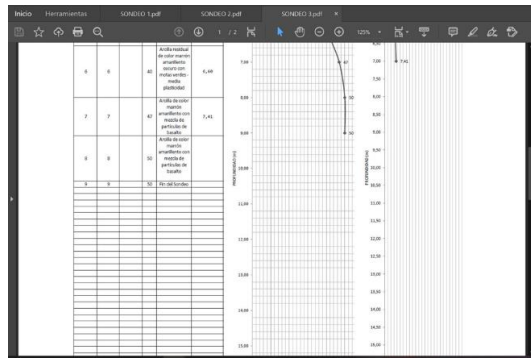 Inicio Herramientas SONDEO 1.pdf SONDEO 2.pdf SONDEO 3.pdf ×
1 / 2 125%
Arcilla residual
de color marrón
amarillento
oscuro con
motas verdes -
media
plasticidad
6 6 40 6,60
Arcilla de color
marrón
amarillento con
mezcla de
partículas de
basalto
7 7 47 7,41
Arcilla de color
marrón
amarillento con
mezcla de
partículas de
basalto
8 8 50
9 9 50 Fin del Sondeo
7,00
8,00
9,00
10,00
11,00
12,00
13,00
14,00
15,00
47
50
50
PROFUNDIDAD (m)
7,00
7,50
8,00
8,50
9,00
9,50
10,00
10,50
11,00
11,50
12,00
12,50
13,00
13,50
14,00
14,50
15,00
7,41
PROFUNDIDAD (m)